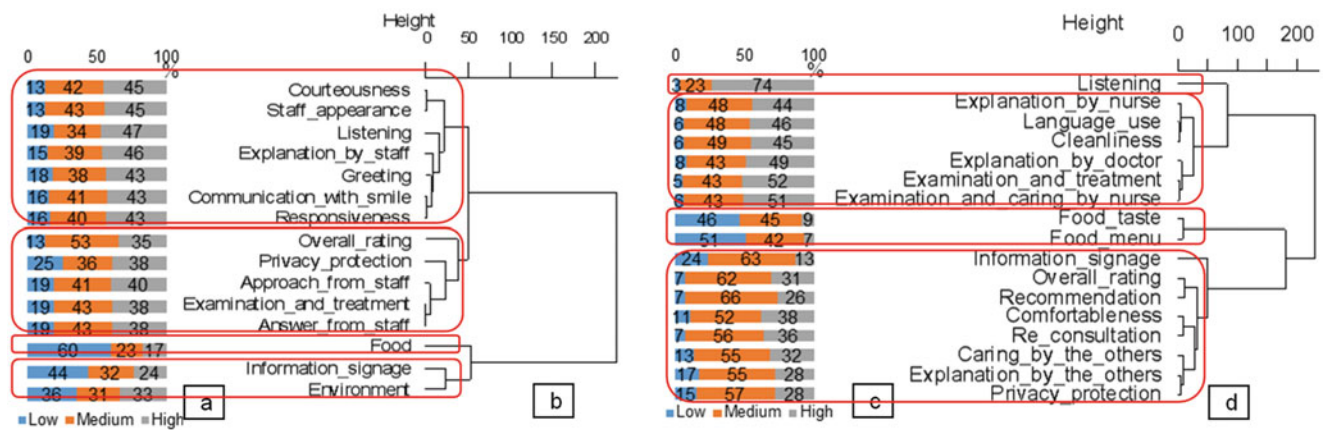 Height
0 50 100 150 200
0 50 100
%
13 42 45 Courteousness
13 43 45 Staff_appearance
19 34 47 Listening
15 39 46 Explanation_by_staff
18 38 43 Greeting
16 41 43 Communication_with smile
16 40 43 Responsiveness
13 53 35 Overall_rating
25 36 38 Privacy_protection
19 41 40 Approach_from_staff
19 43 38 Examination_and_treatment
19 43 38 Answer_from_staff
60 23 17 Food
44 32 24 Information_signage
36 31 33 Environment
a
b
Low Medium High
Height
0 100 200
0 50 100
%
3 23 74 Listening
8 48 44 Explanation_by_nurse
6 48 46 Language_use
6 49 45 Cleanliness
8 43 49 Explanation_by_doctor
5 43 52 Examination_and_treatment
6 43 51 Examination_and_caring_by_nurse
46 45 9 Food_taste
51 42 7 Food_menu
24 63 13 Information_signage
7 62 31 Overall_rating
7 66 26 Recommendation
11 52 38 Comfortableness
7 56 36 Re_consultation
13 55 32 Caring_by_the_others
17 55 28 Explanation_by_the_others
15 57 28 Privacy_protection
c
d
Low Medium High